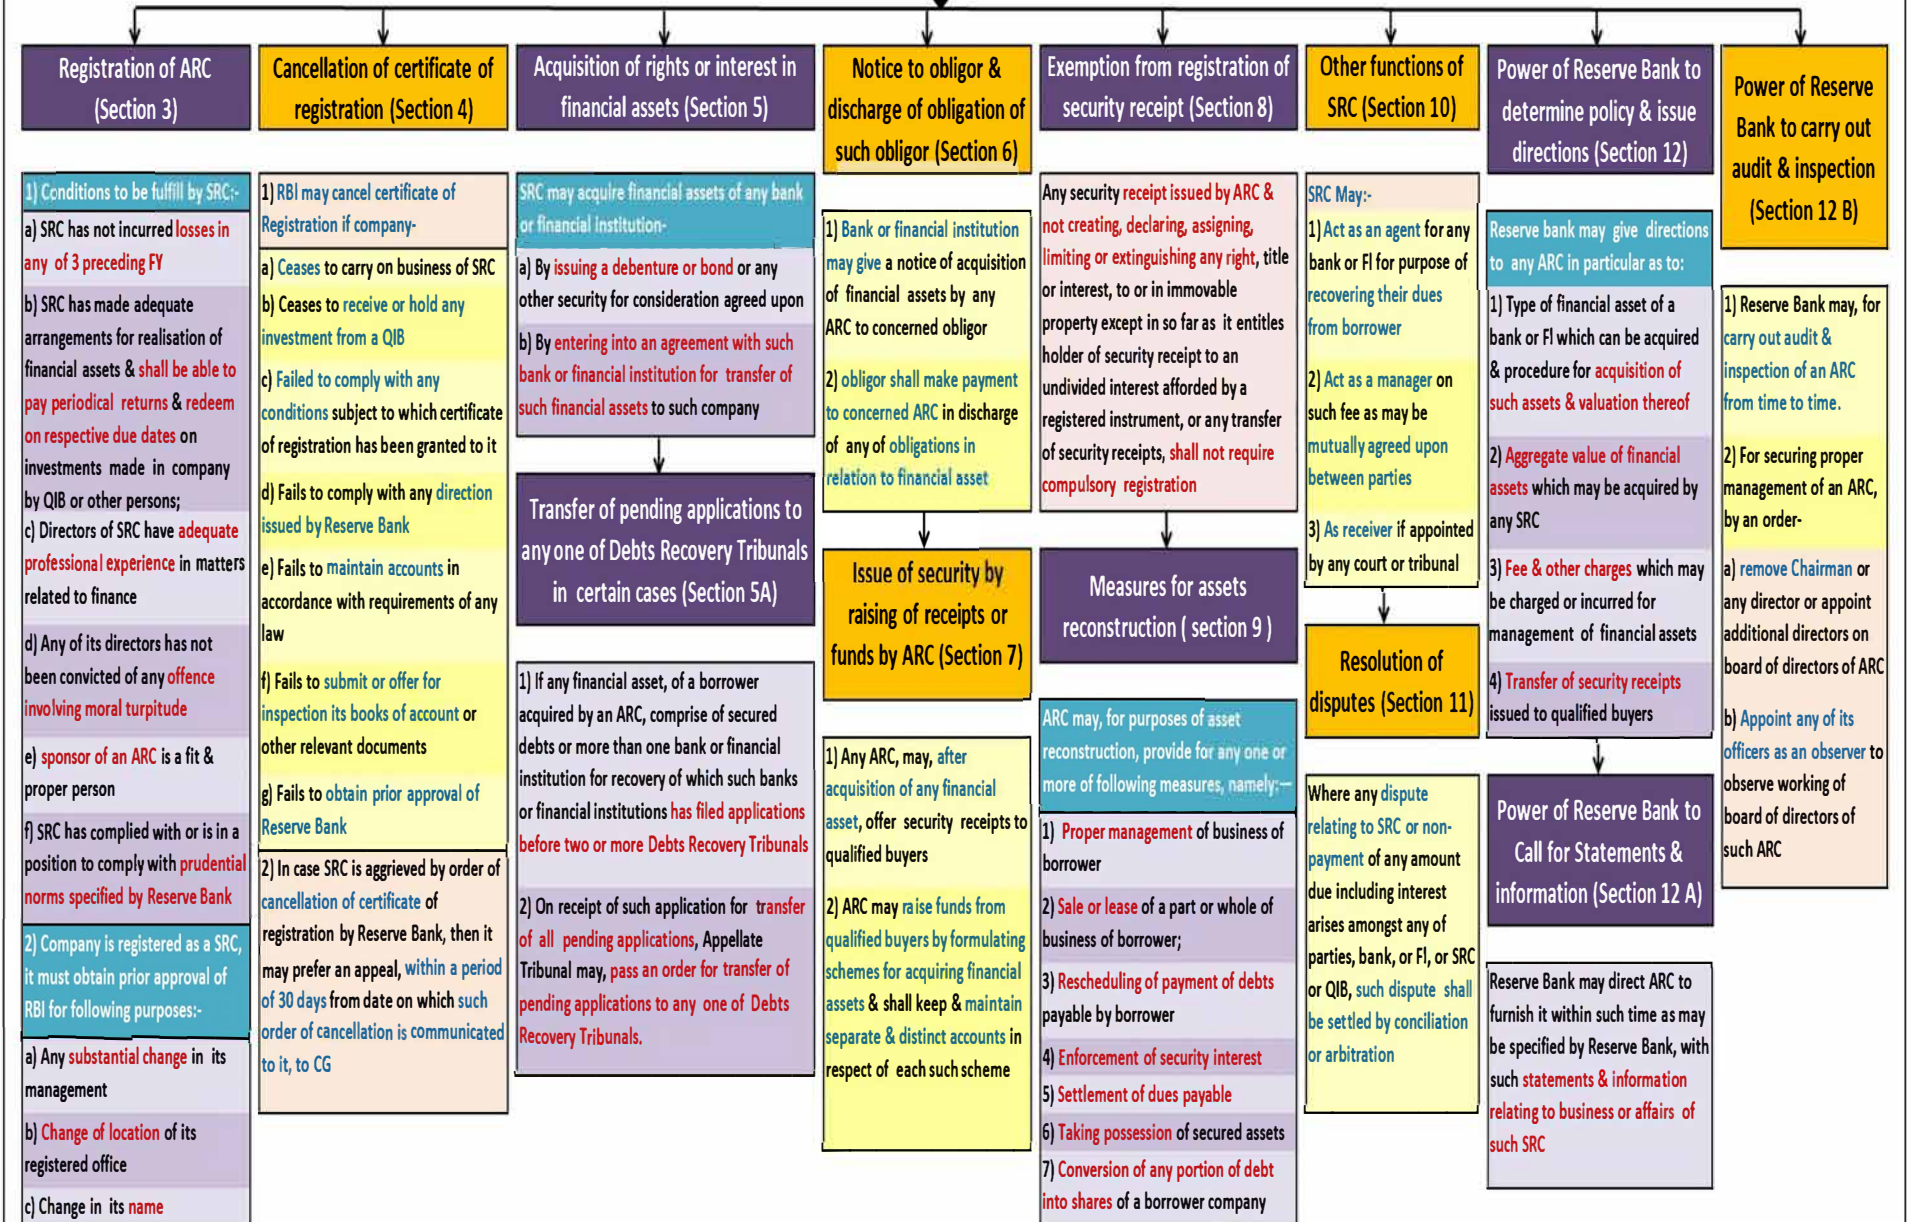 Registration of ARC
(Section 3)
1) Conditions to be fulfill by SRC:-
a) SRC has not incurred losses in
any of 3 preceding FY
b) SRC has made adequate
arrangements for realisation of
financial assets & shall be able to
pay periodical returns & redeem
on respective due dates on
investments made in company
by QIB or other persons;
c) Directors of SRC have adequate
professional experience in matters
related to finance
d) Any of its directors has not
been convicted of any offence
involving moral turpitude
e) sponsor of an ARC is a fit &
proper person
f) SRC has complied with or is in a
position to comply with prudential
norms specified by Reserve Bank
2) Company is registered as a SRC,
it must obtain prior approval of
RBI for following purposes:-
a) Any substantial change in its
management
b) Change of location of its
registered office
c) Change in its name
Cancellation of certificate of
registration (Section 4)
1) RBI may cancel certificate of
Registration if company-
a) Ceases to carry on business of SRC
b) Ceases to receive or hold any
investment from a QIB
c) Failed to comply with any
conditions subject to which certificate
of registration has been granted to it
d) Fails to comply with any direction
issued by Reserve Bank
e) Fails to maintain accounts in
accordance with requirements of any
law
f) Fails to submit or offer for
inspection its books of account or
other relevant documents
g) Fails to obtain prior approval of
Reserve Bank
2) In case SRC is aggrieved by order of
cancellation of certificate of
registration by Reserve Bank, then it
may prefer an appeal, within a period
of 30 days from date on which such
order of cancellation is communicated
to it, to CG
Acquisition of rights or interest in
financial assets (Section 5)
SRC may acquire financial assets of any bank
or financial institution-
a) By issuing a debenture or bond or any
other security for consideration agreed upon
b) By entering into an agreement with such
bank or financial institution for transfer of
such financial assets to such company
Transfer of pending applications to
any one of Debts Recovery Tribunals
in certain cases (Section 5A)
1) If any financial asset, of a borrower
acquired by an ARC, comprise of secured
debts or more than one bank or financial
institution for recovery of which such banks
or financial institutions has filed applications
before two or more Debts Recovery Tribunals
2) On receipt of such application for transfer
of all pending applications, Appellate
Tribunal may, pass an order for transfer of
pending applications to any one of Debts
Recovery Tribunals.
Notice to obligor &
discharge of obligation of
such obligor (Section 6)
1) Bank or financial institution
may give a notice of acquisition
of financial assets by any
ARC to concerned obligor
2) obligor shall make payment
to concerned ARC in discharge
of any of obligations in
relation to financial asset
Issue of security by
raising of receipts or
funds by ARC (Section 7)
1) Any ARC, may, after
acquisition of any financial
asset, offer security receipts to
qualified buyers
2) ARC may raise funds from
qualified buyers by formulating
schemes for acquiring financial
assets & shall keep & maintain
separate & distinct accounts in
respect of each such scheme
Exemption from registration of
security receipt (Section 8)
Any security receipt issued by ARC &
not creating, declaring, assigning,
limiting or extinguishing any right, title
or interest, to or in immovable
property except in so far as it entitles
holder of security receipt to an
undivided interest afforded by a
registered instrument, or any transfer
of security receipts, shall not require
compulsory registration
Measures for assets
reconstruction ( section 9 )
ARC may, for purposes of asset
reconstruction, provide for any one or
more of following measures, namely:—
1) Proper management of business of
borrower
2) Sale or lease of a part or whole of
business of borrower;
3) Rescheduling of payment of debts
payable by borrower
4) Enforcement of security interest
5) Settlement of dues payable
6) Taking possession of secured assets
7) Conversion of any portion of debt
into shares of a borrower company
Other functions of
SRC (Section 10)
SRC May:-
1) Act as an agent for any
bank or FI for purpose of
recovering their dues
from borrower
2) Act as a manager on
such fee as may be
mutually agreed upon
between parties
3) As receiver if appointed
by any court or tribunal
Resolution of
disputes (Section 11)
Where any dispute
relating to SRC or non-
payment of any amount
due including interest
arises amongst any of
parties, bank, or FI, or SRC
or QIB, such dispute shall
be settled by conciliation
or arbitration
Power of Reserve Bank to
determine policy & issue
directions (Section 12)
Reserve bank may give directions
to any ARC in particular as to:
1) Type of financial asset of a
bank or FI which can be acquired
& procedure for acquisition of
such assets & valuation thereof
2) Aggregate value of financial
assets which may be acquired by
any SRC
3) Fee & other charges which may
be charged or incurred for
management of financial assets
4) Transfer of security receipts
issued to qualified buyers
Power of Reserve Bank to
Call for Statements &
information (Section 12 A)
Reserve Bank may direct ARC to
furnish it within such time as may
be specified by Reserve Bank, with
such statements & information
relating to business or affairs of
such SRC
Power of Reserve
Bank to carry out
audit & inspection
(Section 12 B)
1) Reserve Bank may, for
carry out audit &
inspection of an ARC
from time to time.
2) For securing proper
management of an ARC,
by an order-
a) remove Chairman or
any director or appoint
additional directors on
board of directors of ARC
b) Appoint any of its
officers as an observer to
observe working of
board of directors of
such ARC